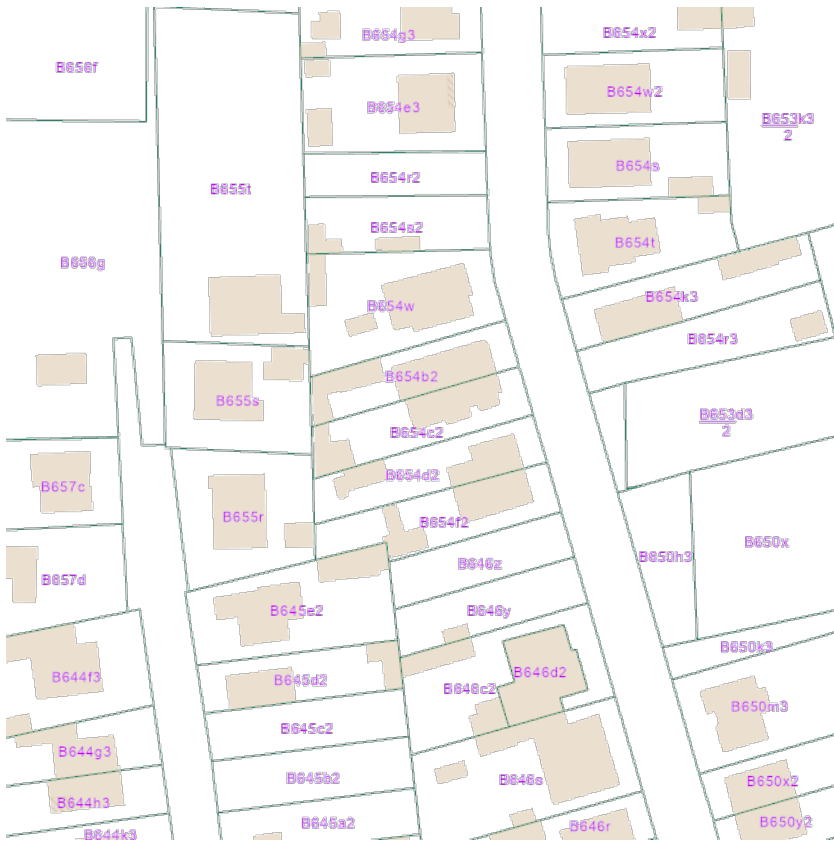 B654x2
B654g3
B656f
B654w2
B654e3
B653k3
2
B654s
B654r2
B655t
B654s2
B654t
B656g
B654k3
B654w
B654r3
B654b2
B655s
B653d3
2
B654c2
B654d2
B657c
B655r
B654f2
B650x
B650h3
B646z
B657d
B645e2
B646y
B650k3
B646d2
B644f3
B645d2
B646c2
B650m3
B645c2
B644g3
B645b2
B646s
B650x2
B644h3
B645a2
B646r
B650y2
B644k3